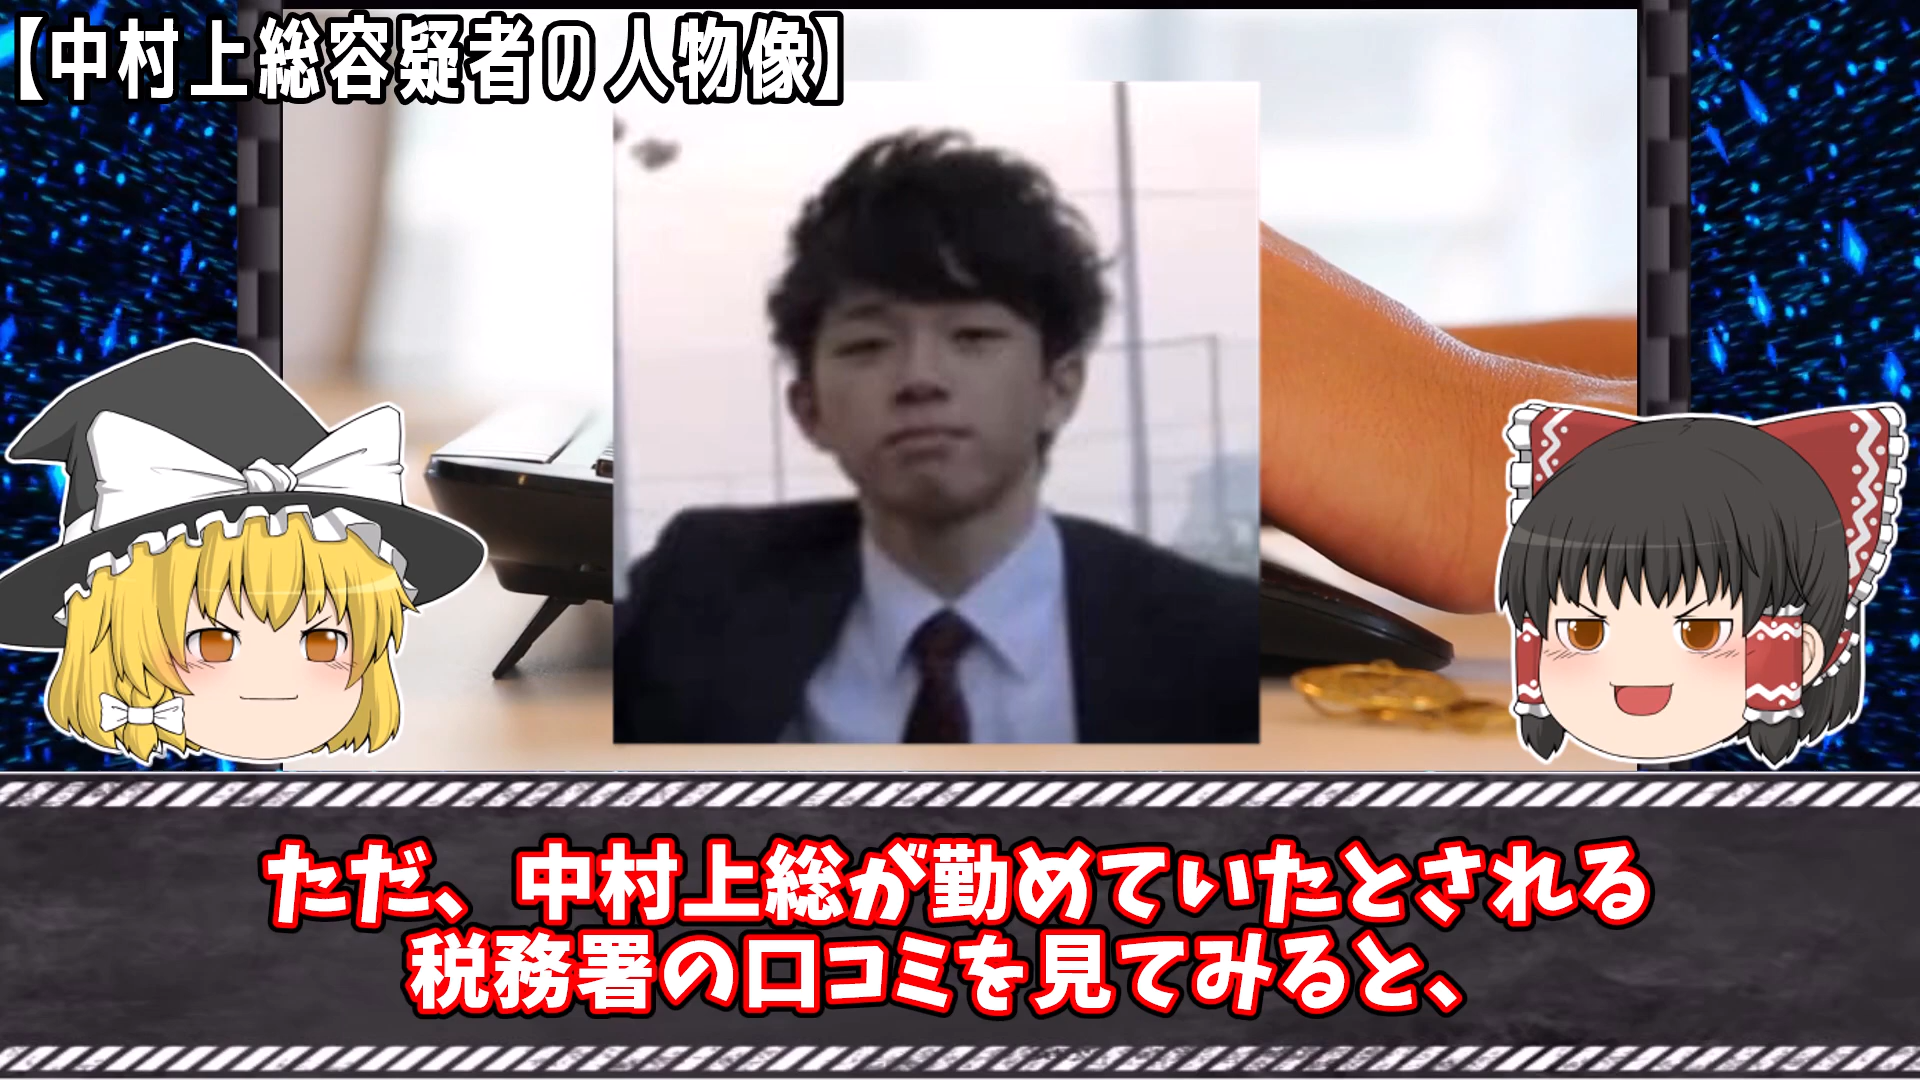 【中村上総容疑者の人物像】
ただ、中村上総が勤めていたとされる
税務署の口コミを見てみると、